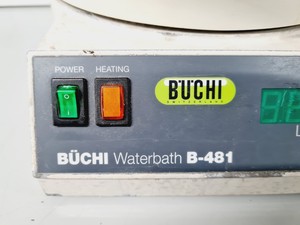 POWER HEATING
BÜCHI
SWITZERLAND
BÜCHI Waterbath B-481